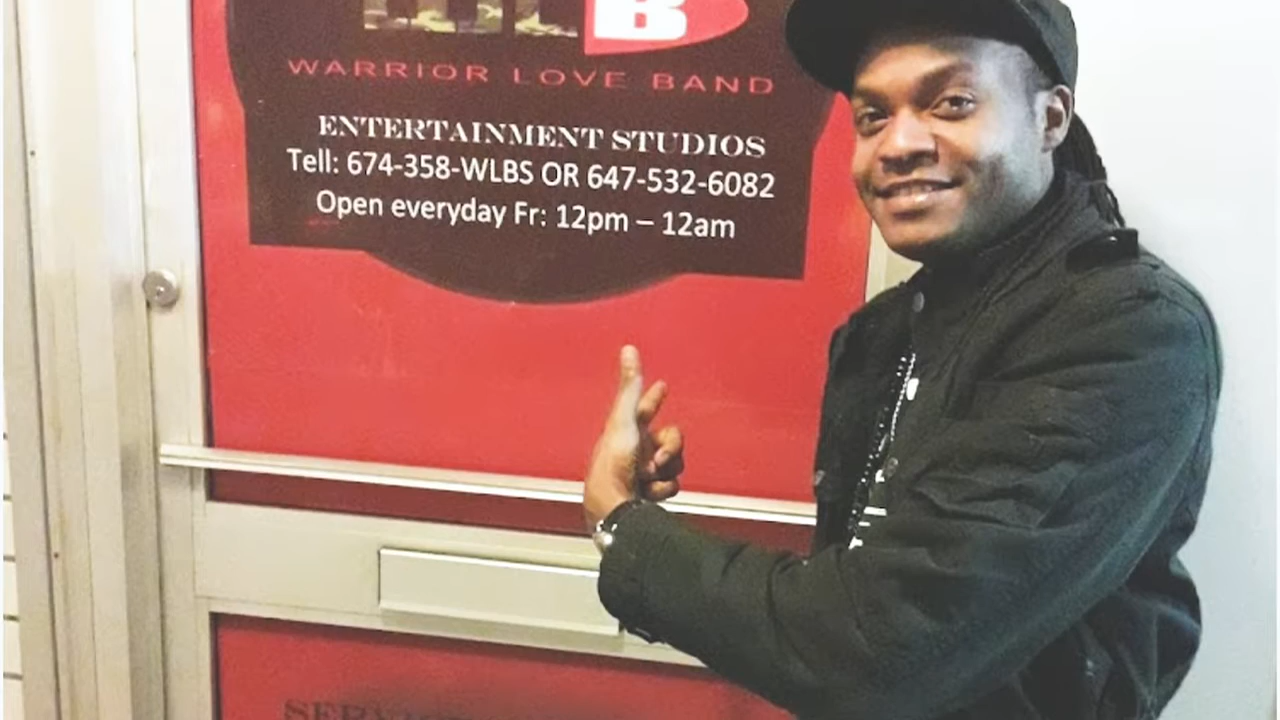 B
WARRIOR LOVE BAND
ENTERTAINMENT STUDIOS
Tell: 674-358-WLBS OR 647-532-6082
Open everyday Fr: 12pm – 12am